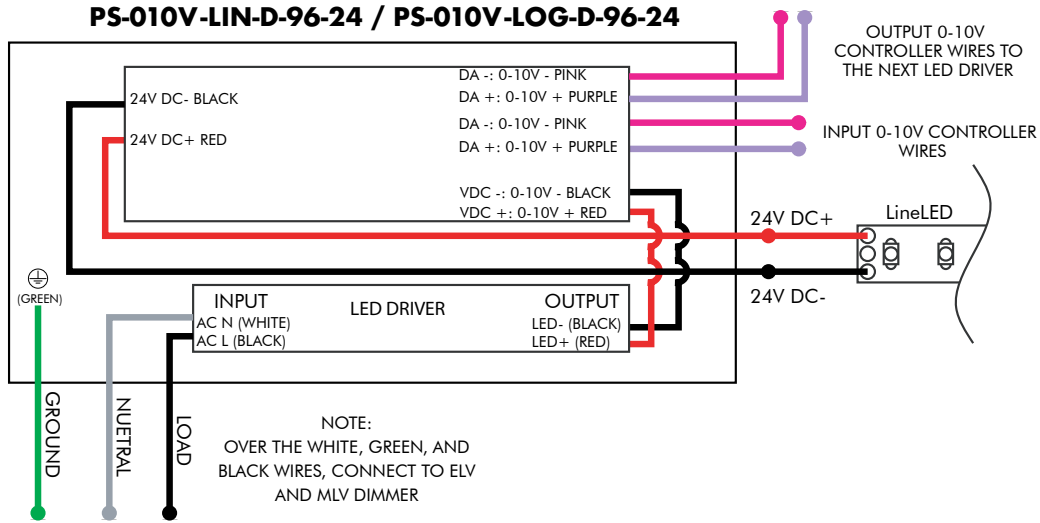 PS-010V-LIN-D-96-24 / PS-010V-LOG-D-96-24
OUTPUT 0-10V
CONTROLLER WIRES TO
THE NEXT LED DRIVER
INPUT 0-10V CONTROLLER
WIRES
24V DC- BLACK
24V DC+ RED
DA -: 0-10V - PINK
DA +: 0-10V + PURPLE
DA -: 0-10V - PINK
DA +: 0-10V + PURPLE
VDC -: 0-10V - BLACK
VDC +: 0-10V + RED
24V DC+
LineLED
24V DC-
(GREEN)
INPUT
AC N (WHITE)
AC L (BLACK)
LED DRIVER
OUTPUT
LED- (BLACK)
LED+ (RED)
GROUND
NUETRAL
LOAD
NOTE:
OVER THE WHITE, GREEN, AND
BLACK WIRES, CONNECT TO ELV
AND MLV DIMMER